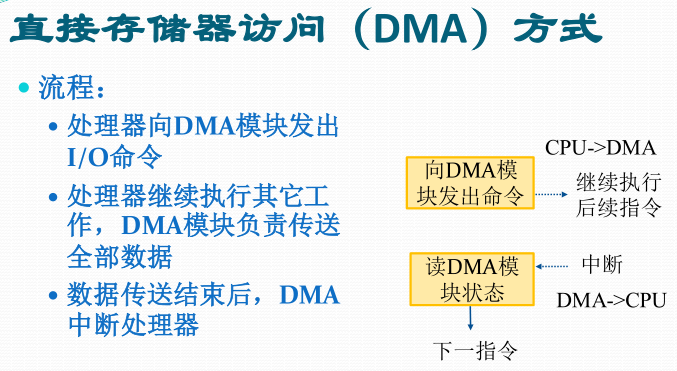 直接存储器访问（DMA）方式
流程：
处理器向DMA模块发出
I/O命令
处理器继续执行其它工
作，DMA模块负责传送
全部数据
数据传送结束后，DMA
中断处理器
CPU->DMA
向DMA模
块发出命令
继续执行
后续指令
读DMA模
块状态
中断
DMA->CPU
下一指令